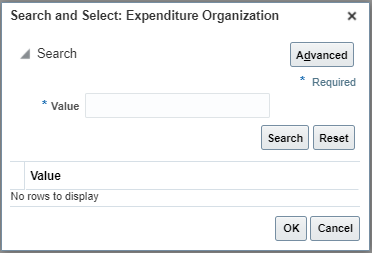 Search and Select: Expenditure Organization
Search
Advanced
* Required
* Value
Search Reset
Value
No rows to display
OK Cancel